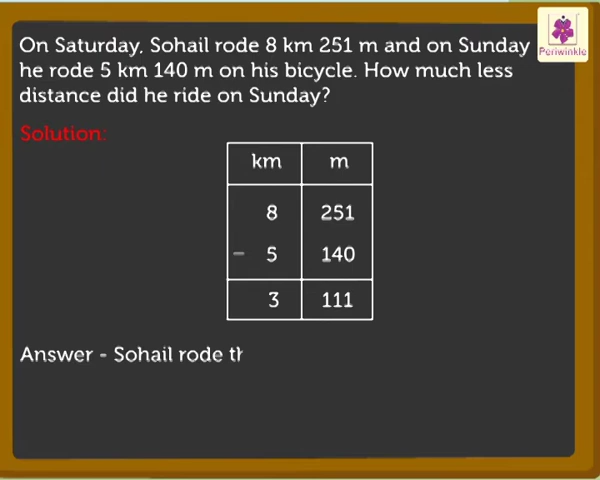 On Saturday, Sohail rode 8 km 251 m and on Sunday
he rode 5 km 140 m on his bicycle. How much less
distance did he ride on Sunday?
Periwinkle
Solution:
km m
8 251
- 5 140
3 111
Answer - Sohail rode th